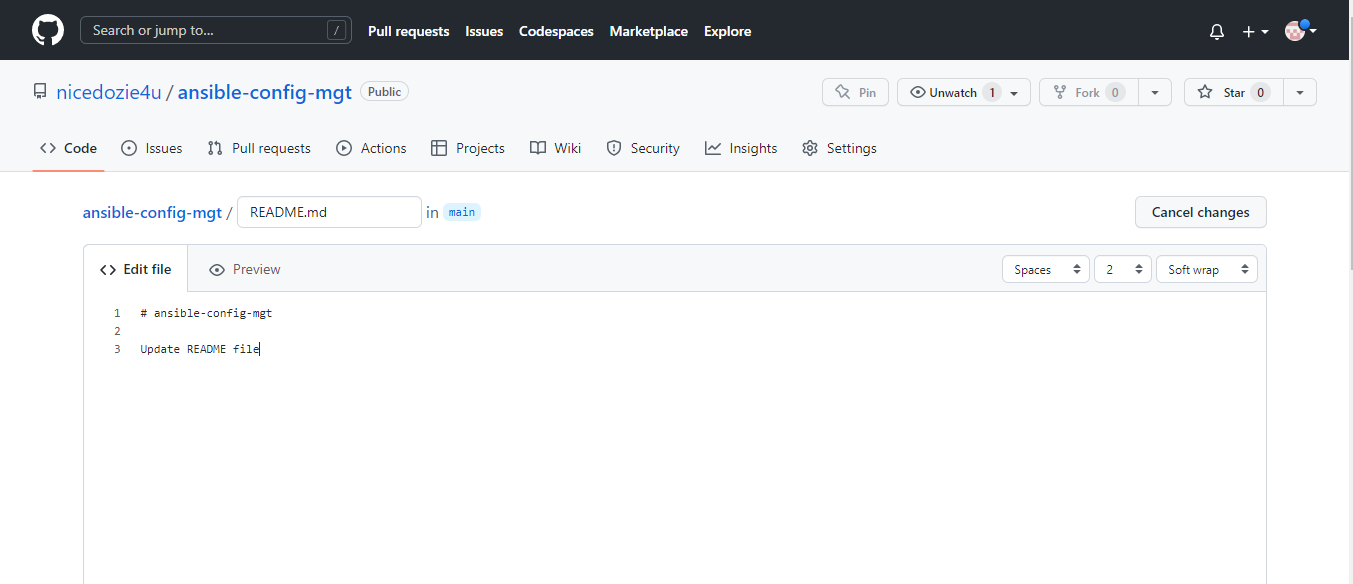 Search or jump to... /
Pull requests Issues Codespaces Marketplace Explore
nicedozie4u / ansible-config-mgt Public
Pin Unwatch 1 Fork 0 Star 0
Code Issues Pull requests Actions Projects Wiki Security Insights Settings
ansible-config-mgt / README.md in main Cancel changes
Edit file Preview Spaces 2 Soft wrap
1 # ansible-config-mgt
2
3 Update README file